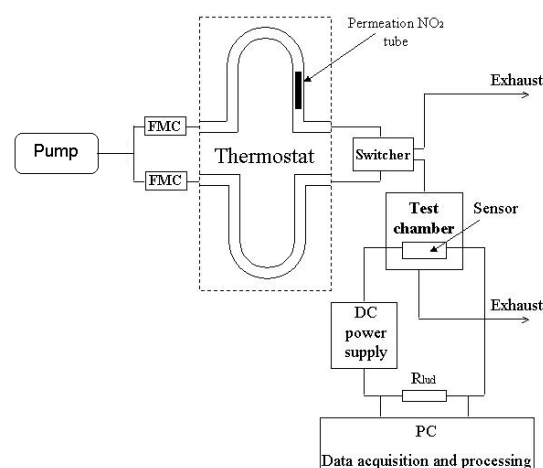 Permeation NO₂
tube
Exhaust
FMC
Pump
Thermostat
Switcher
FMC
Test
chamber
Sensor
Exhaust
DC
power
supply
Rlud
PC
Data acquisition and processing